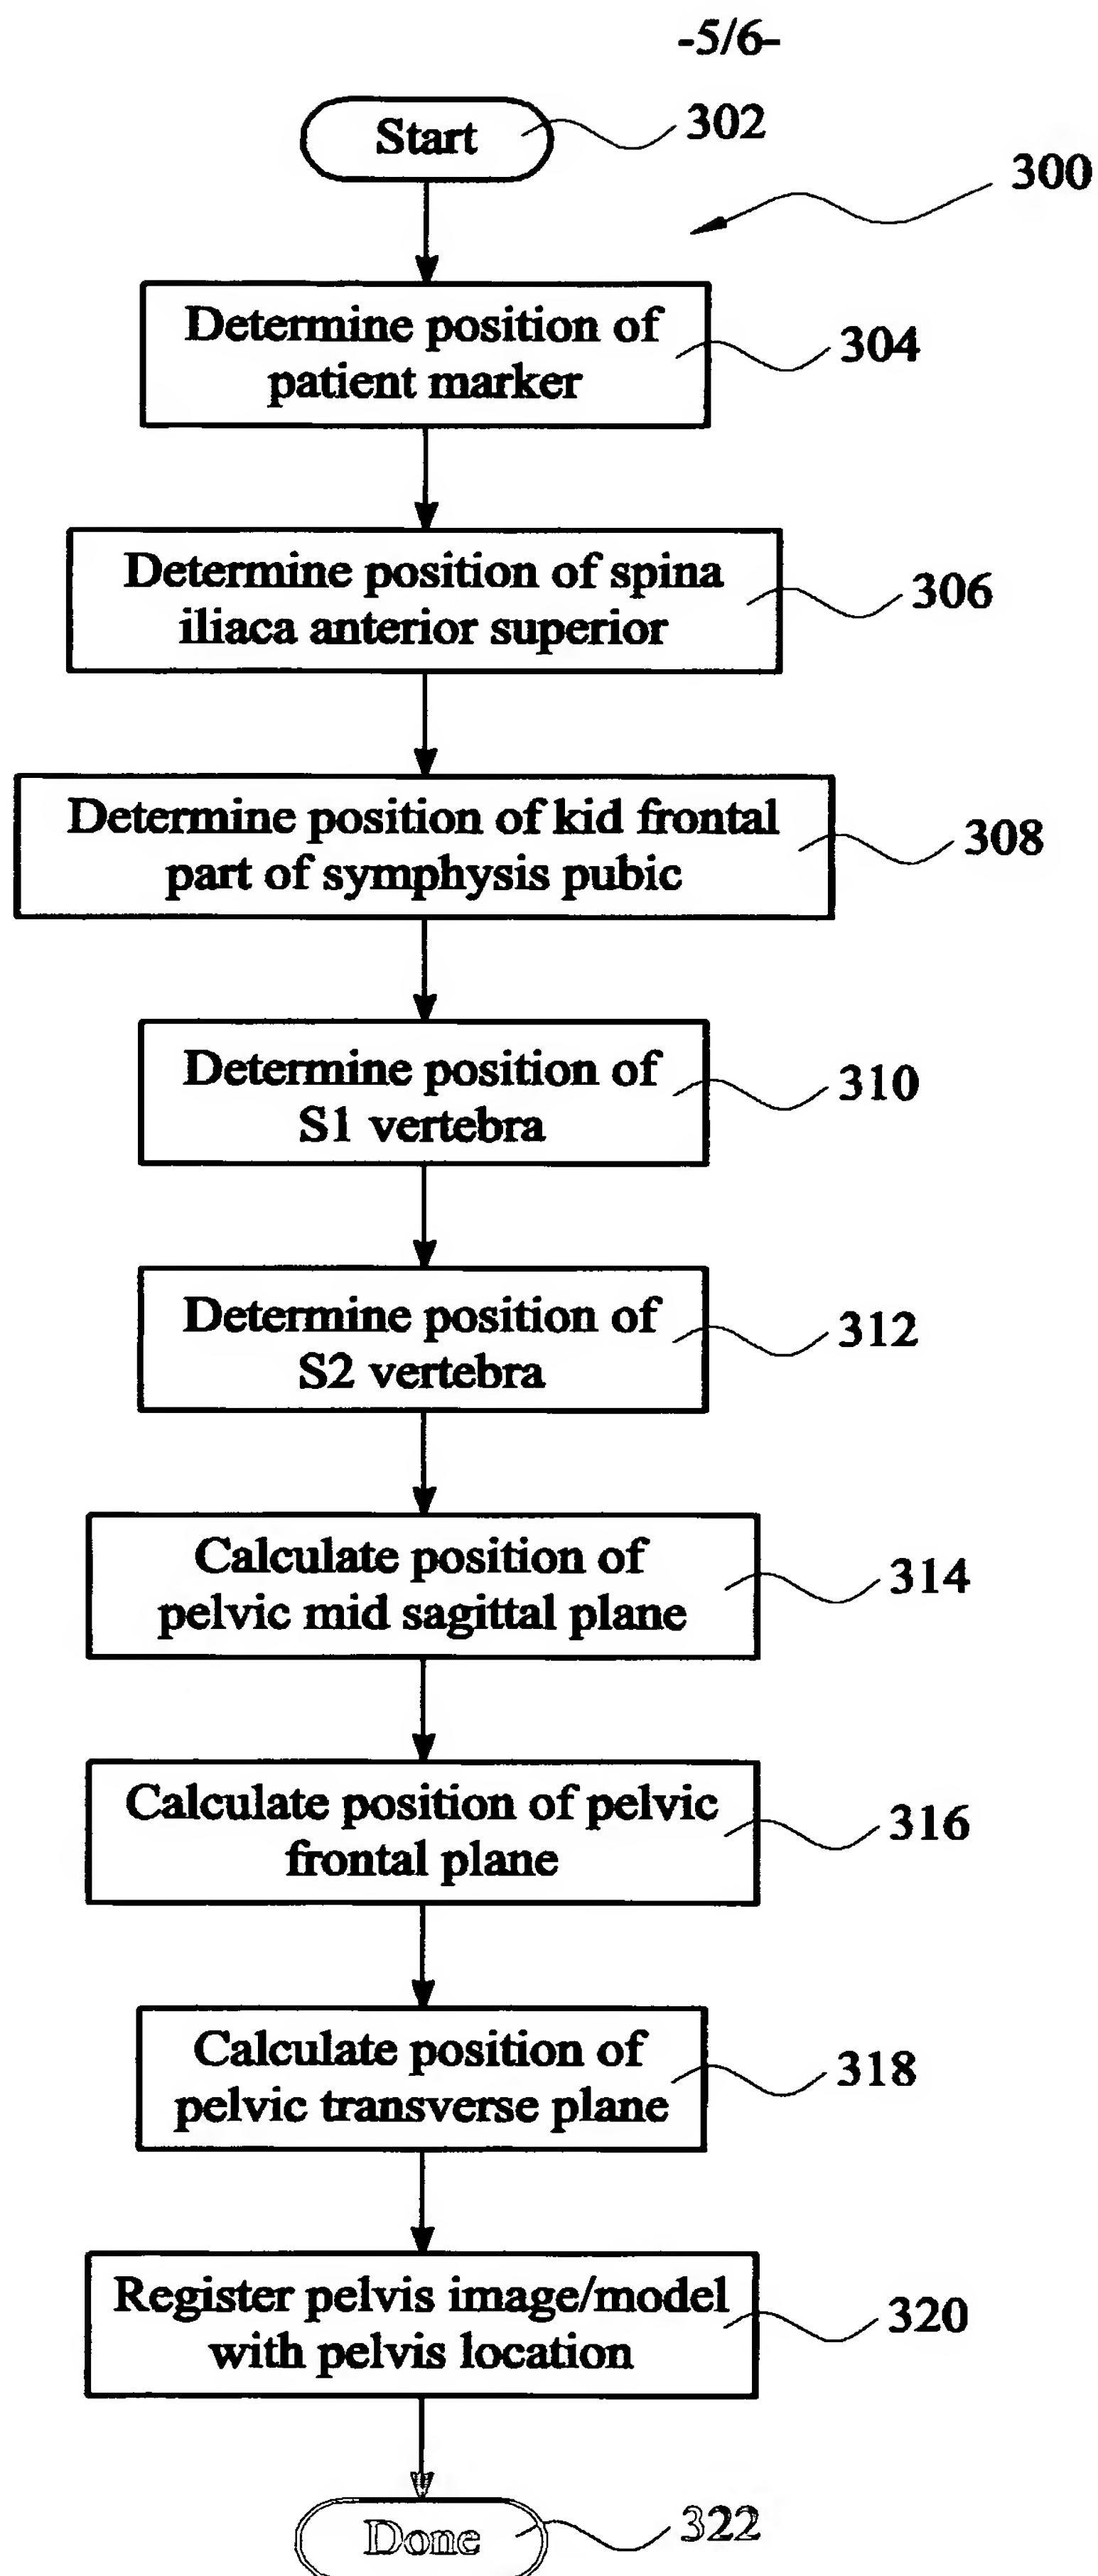 -5/6-
Start
302
300
Determine position of
patient marker
304
Determine position of spina
iliaca anterior superior
306
Determine position of kid frontal
part of symphysis pubic
308
Determine position of
S1 vertebra
310
Determine position of
S2 vertebra
312
Calculate position of
pelvic mid sagittal plane
314
Calculate position of pelvic
frontal plane
316
Calculate position of
pelvic transverse plane
318
Register pelvis image/model
with pelvis location
320
Done
322